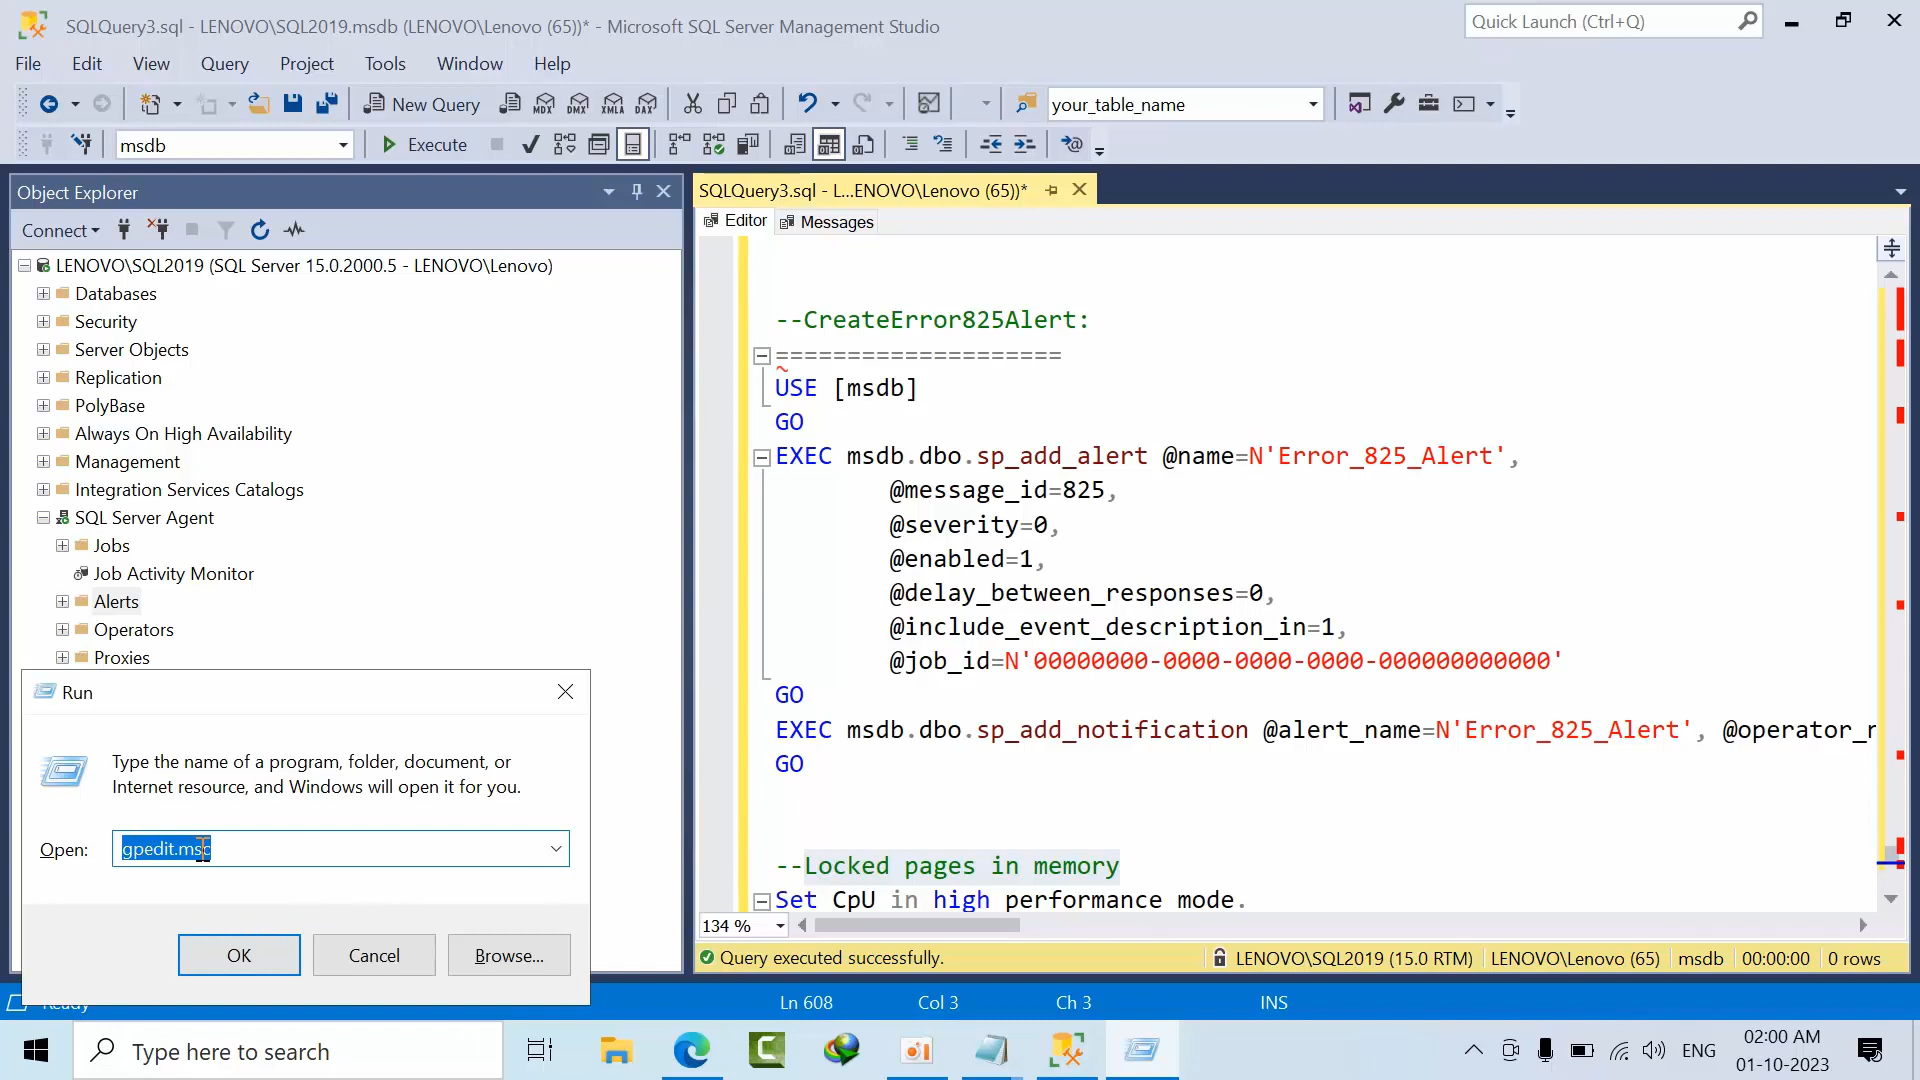 SQLQuery3.sql - LENOVO\SQL2019.msdb (LENOVO\Lenovo (65))* - Microsoft SQL Server Management Studio
Quick Launch (Ctrl+Q)
File Edit View Query Project Tools Window Help
New Query
MDX DMX XMLA DAX
your_table_name
msdb
Execute
Object Explorer
Connect
LENOVO\SQL2019 (SQL Server 15.0.2000.5 - LENOVO\Lenovo)
Databases
Security
Server Objects
Replication
PolyBase
Always On High Availability
Management
Integration Services Catalogs
SQL Server Agent
Jobs
Job Activity Monitor
Alerts
Operators
Proxies
Run
Type the name of a program, folder, document, or
Internet resource, and Windows will open it for you.
Open: gpedit.msc
OK Cancel Browse...
SQLQuery3.sql - L...ENOVO\Lenovo (65))*
Editor Messages
--CreateError825Alert:
====================
USE [msdb]
GO
EXEC msdb.dbo.sp_add_alert @name=N'Error_825_Alert',
@message_id=825,
@severity=0,
@enabled=1,
@delay_between_responses=0,
@include_event_description_in=1,
@job_id=N'00000000-0000-0000-0000-000000000000'
GO
EXEC msdb.dbo.sp_add_notification @alert_name=N'Error_825_Alert', @operator_n
GO
--Locked pages in memory
Set CpU in high performance mode.
134 %
Query executed successfully.
LENOVO\SQL2019 (15.0 RTM) LENOVO\Lenovo (65) msdb 00:00:00 0 rows
Ready
Ln 608 Col 3 Ch 3 INS
Type here to search
ENG
02:00 AM
01-10-2023